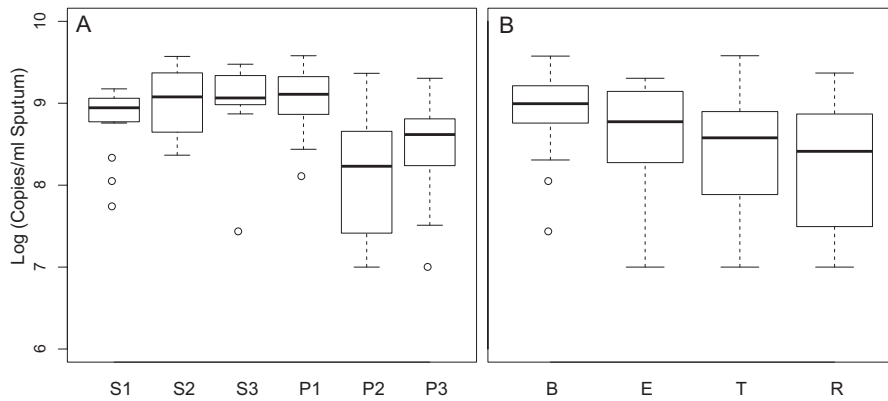 A
B
Log (Copies/ml Sputum)
10
9
8
7
6
S1 S2 S3 P1 P2 P3
B E T R